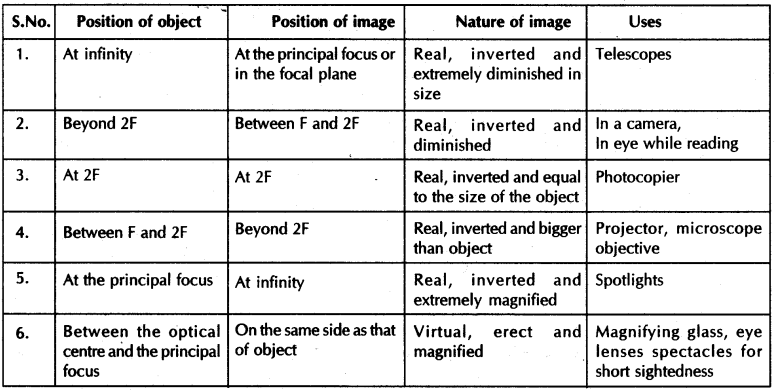 S.No. Position of object Position of image Nature of image Uses
1. At infinity At the principal focus or Real, inverted and Telescopes
in the focal plane extremely diminished in
size
2. Beyond 2F Between F and 2F Real, inverted and In a camera,
diminished In eye while reading
3. At 2F At 2F Real, inverted and equal Photocopier
to the size of the object
4. Between F and 2F Beyond 2F Real, inverted and bigger Projector, microscope
than object objective
5. At the principal focus At infinity Real, inverted and Spotlights
extremely magnified
6. Between the optical On the same side as that Virtual, erect and Magnifying glass, eye
centre and the principal of object magnified lenses spectacles for
focus short sightedness